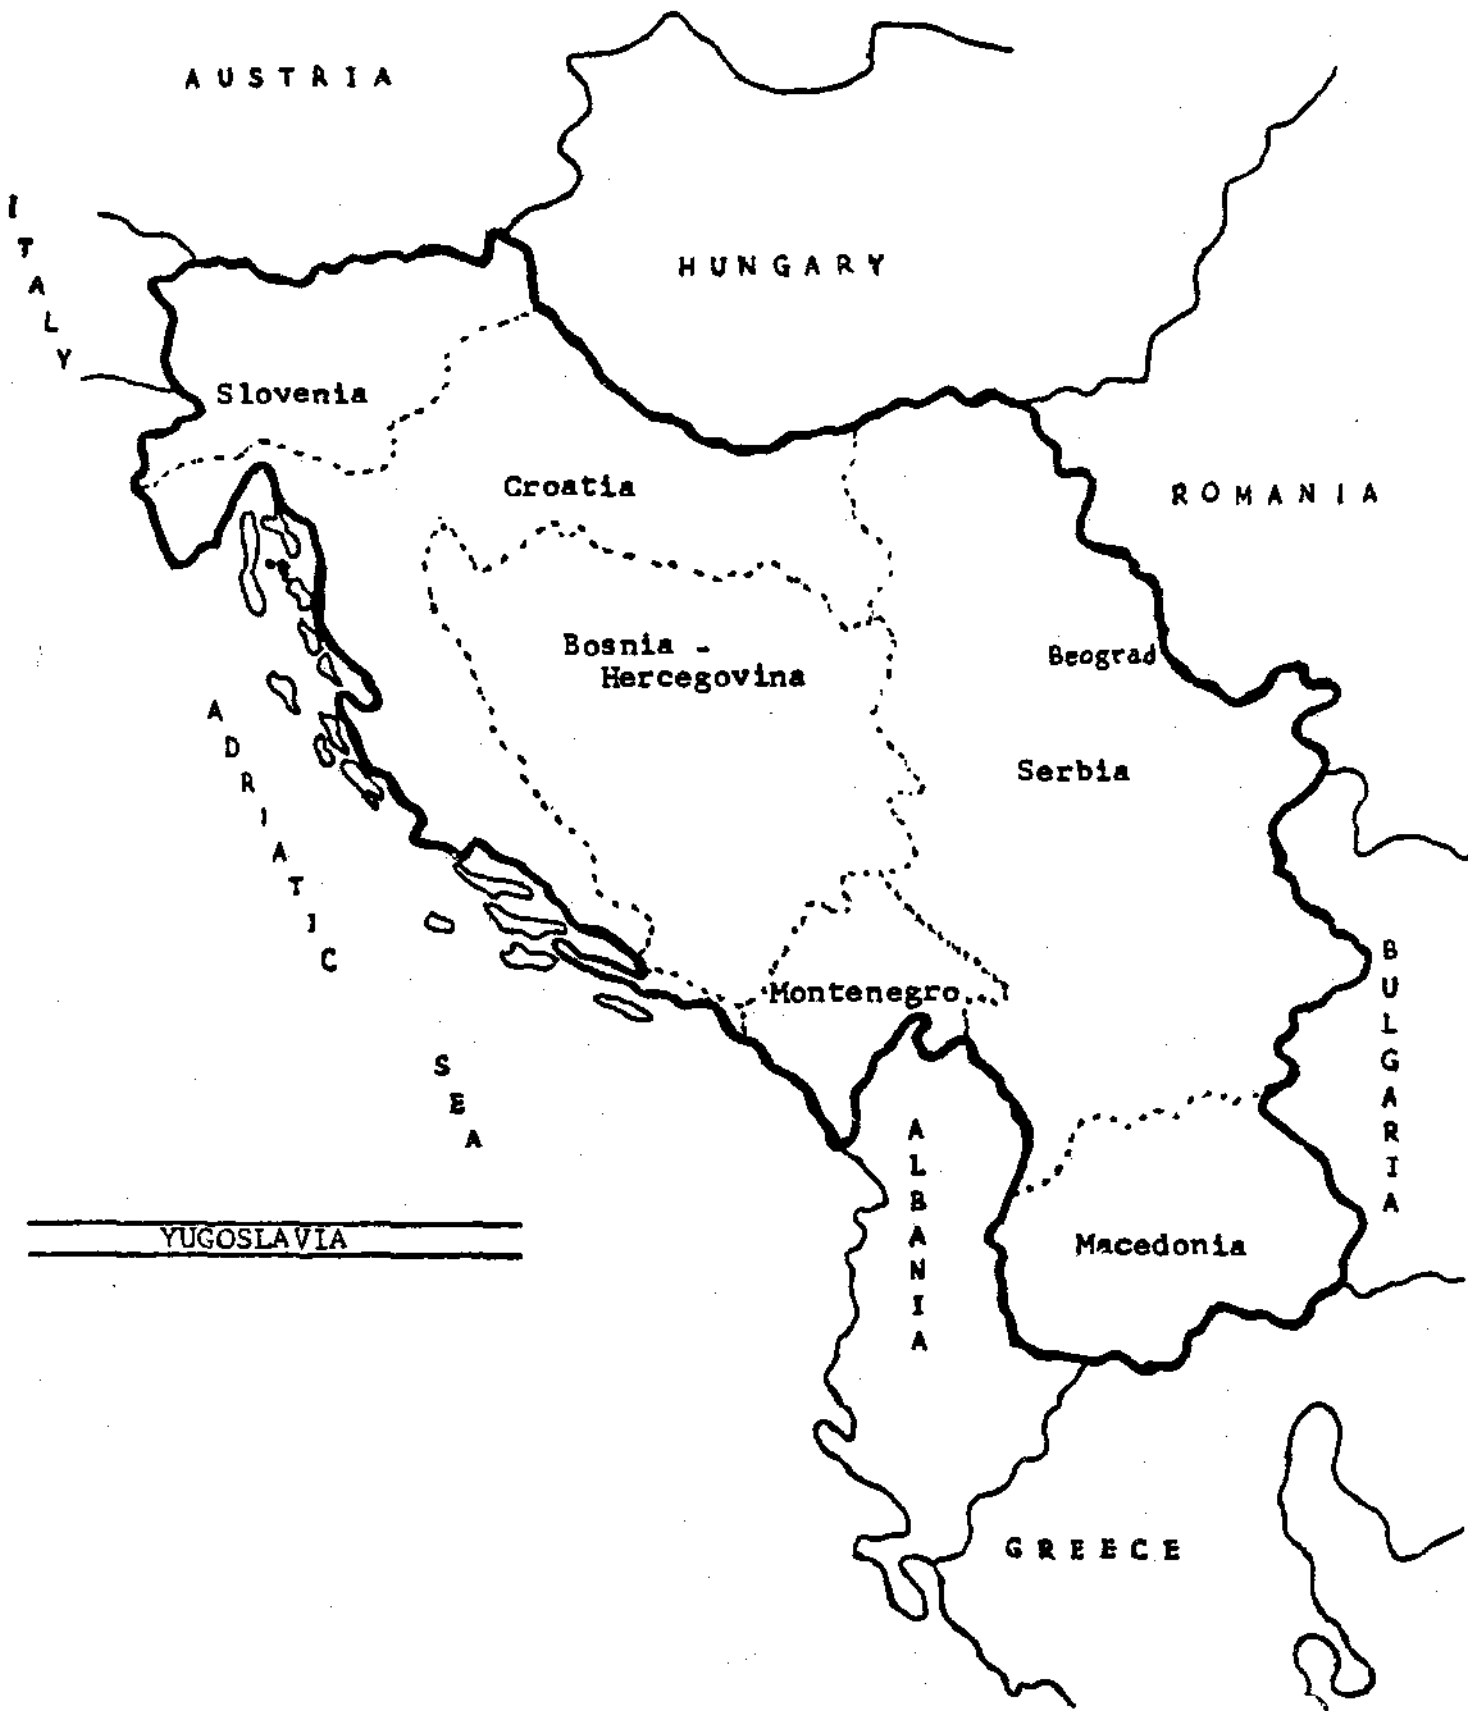 AUSTRIA
ITALY
HUNGARY
Slovenia
Croatia
ROMANIA
Bosnia -
Hercegovina
Beograd
ADRIATIC
SEA
Serbia
Montenegro
BULGARIA
ALBANIA
YUGOSLAVIA
Macedonia
GREECE